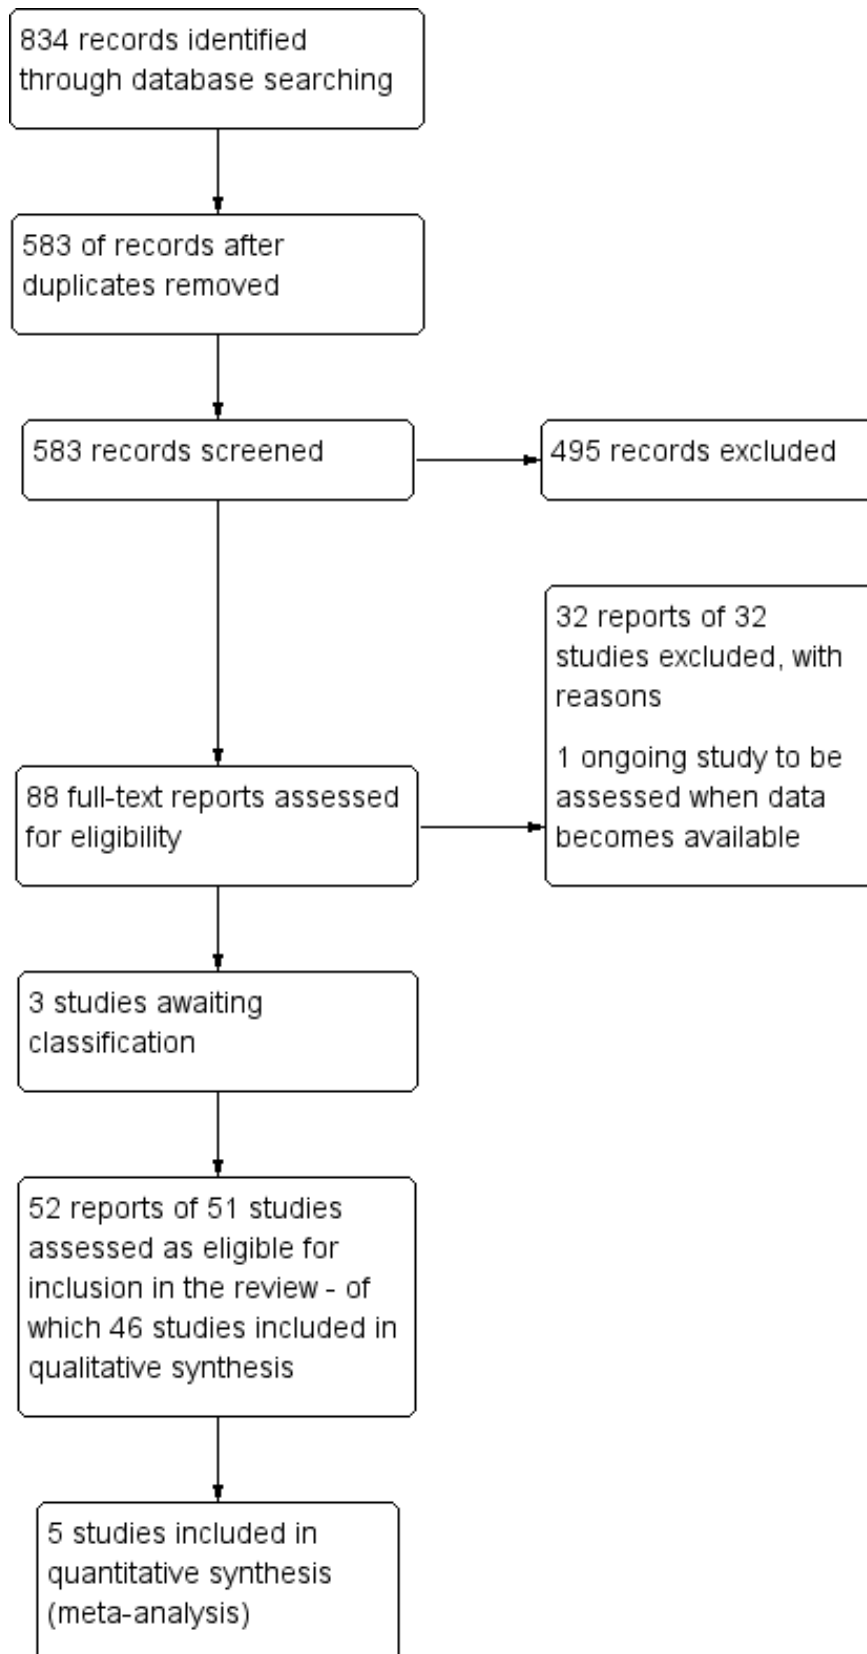 834 records identified
through database searching
583 of records after
duplicates removed
583 records screened
495 records excluded
32 reports of 32
studies excluded, with
reasons
1 ongoing study to be
assessed when data
becomes available
88 full-text reports assessed
for eligibility
3 studies awaiting
classification
52 reports of 51 studies
assessed as eligible for
inclusion in the review - of
which 46 studies included in
qualitative synthesis
5 studies included in
quantitative synthesis
(meta-analysis)